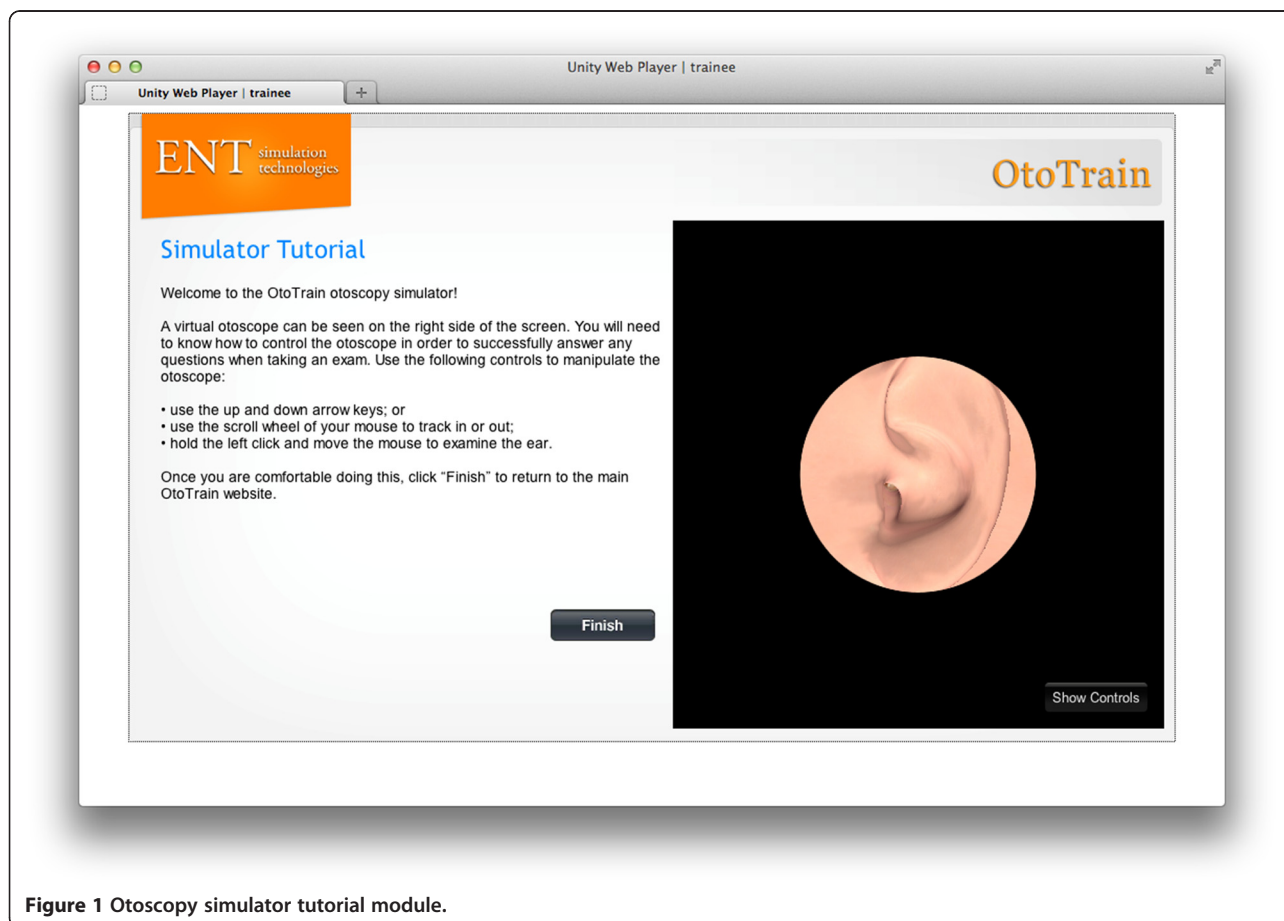 Unity Web Player | trainee
Unity Web Player | trainee
ENT simulation
technologies
OtoTrain
Simulator Tutorial
Welcome to the OtoTrain otoscopy simulator!
A virtual otoscope can be seen on the right side of the screen. You will need
to know how to control the otoscope in order to successfully answer any
questions when taking an exam. Use the following controls to manipulate the
otoscope:
• use the up and down arrow keys; or
• use the scroll wheel of your mouse to track in or out;
• hold the left click and move the mouse to examine the ear.
Once you are comfortable doing this, click “Finish” to return to the main
OtoTrain website.
Finish
Show Controls
Figure 1 Otoscopy simulator tutorial module.